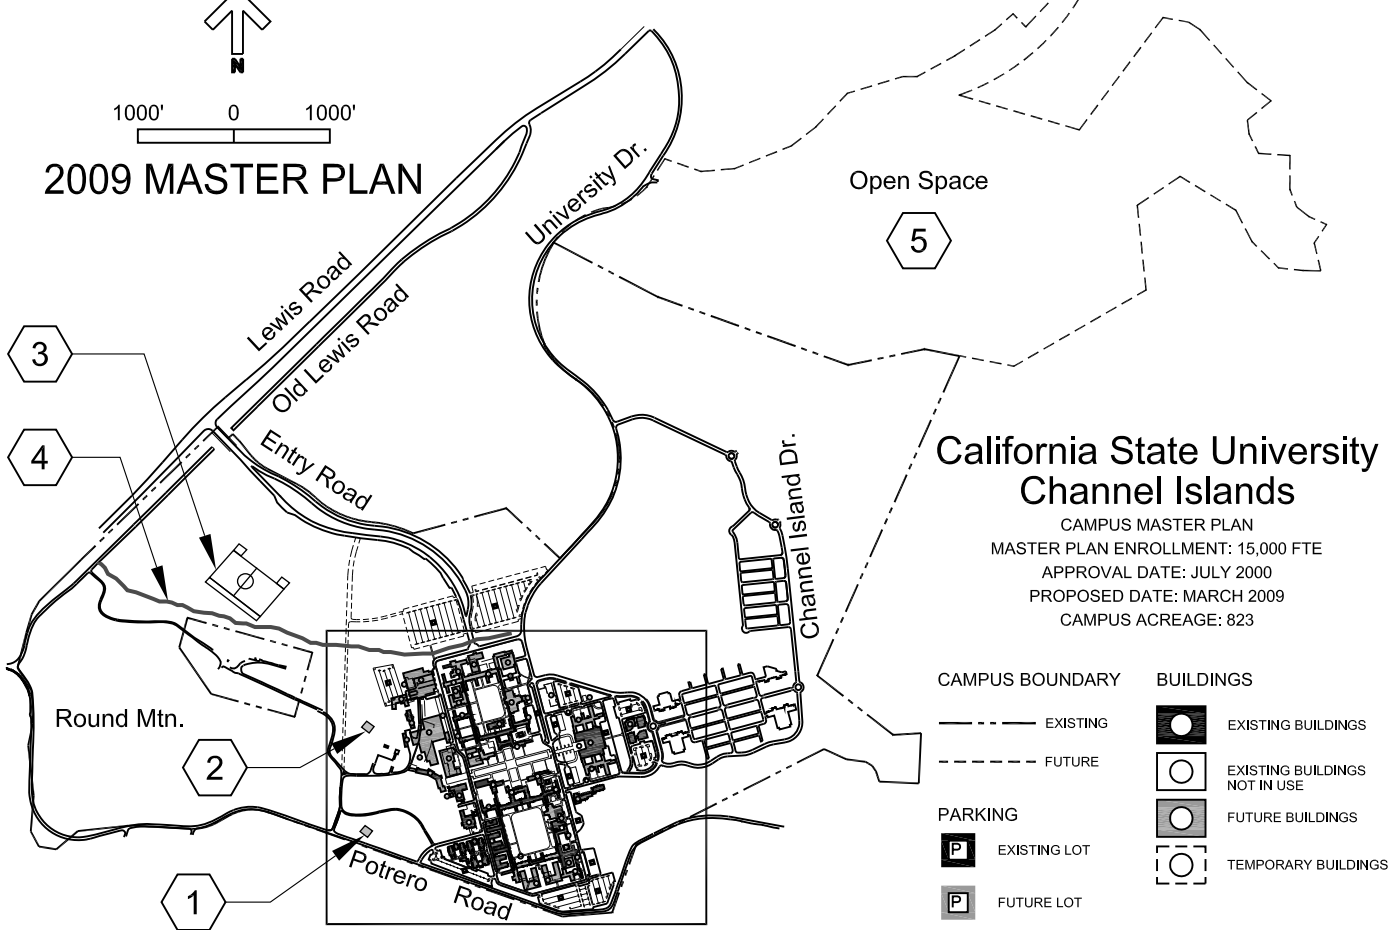 N
1000' 0 1000'
2009 MASTER PLAN
University Dr.
Open Space
5
Lewis Road
Old Lewis Road
3
4
Entry Road
Channel Island Dr.
California State University
Channel Islands
CAMPUS MASTER PLAN
MASTER PLAN ENROLLMENT: 15,000 FTE
APPROVAL DATE: JULY 2000
PROPOSED DATE: MARCH 2009
CAMPUS ACREAGE: 823
Round Mtn.
2
1
Potrero Road
CAMPUS BOUNDARY
EXISTING
FUTURE
PARKING
P EXISTING LOT
P FUTURE LOT
BUILDINGS
EXISTING BUILDINGS
EXISTING BUILDINGS
NOT IN USE
FUTURE BUILDINGS
TEMPORARY BUILDINGS